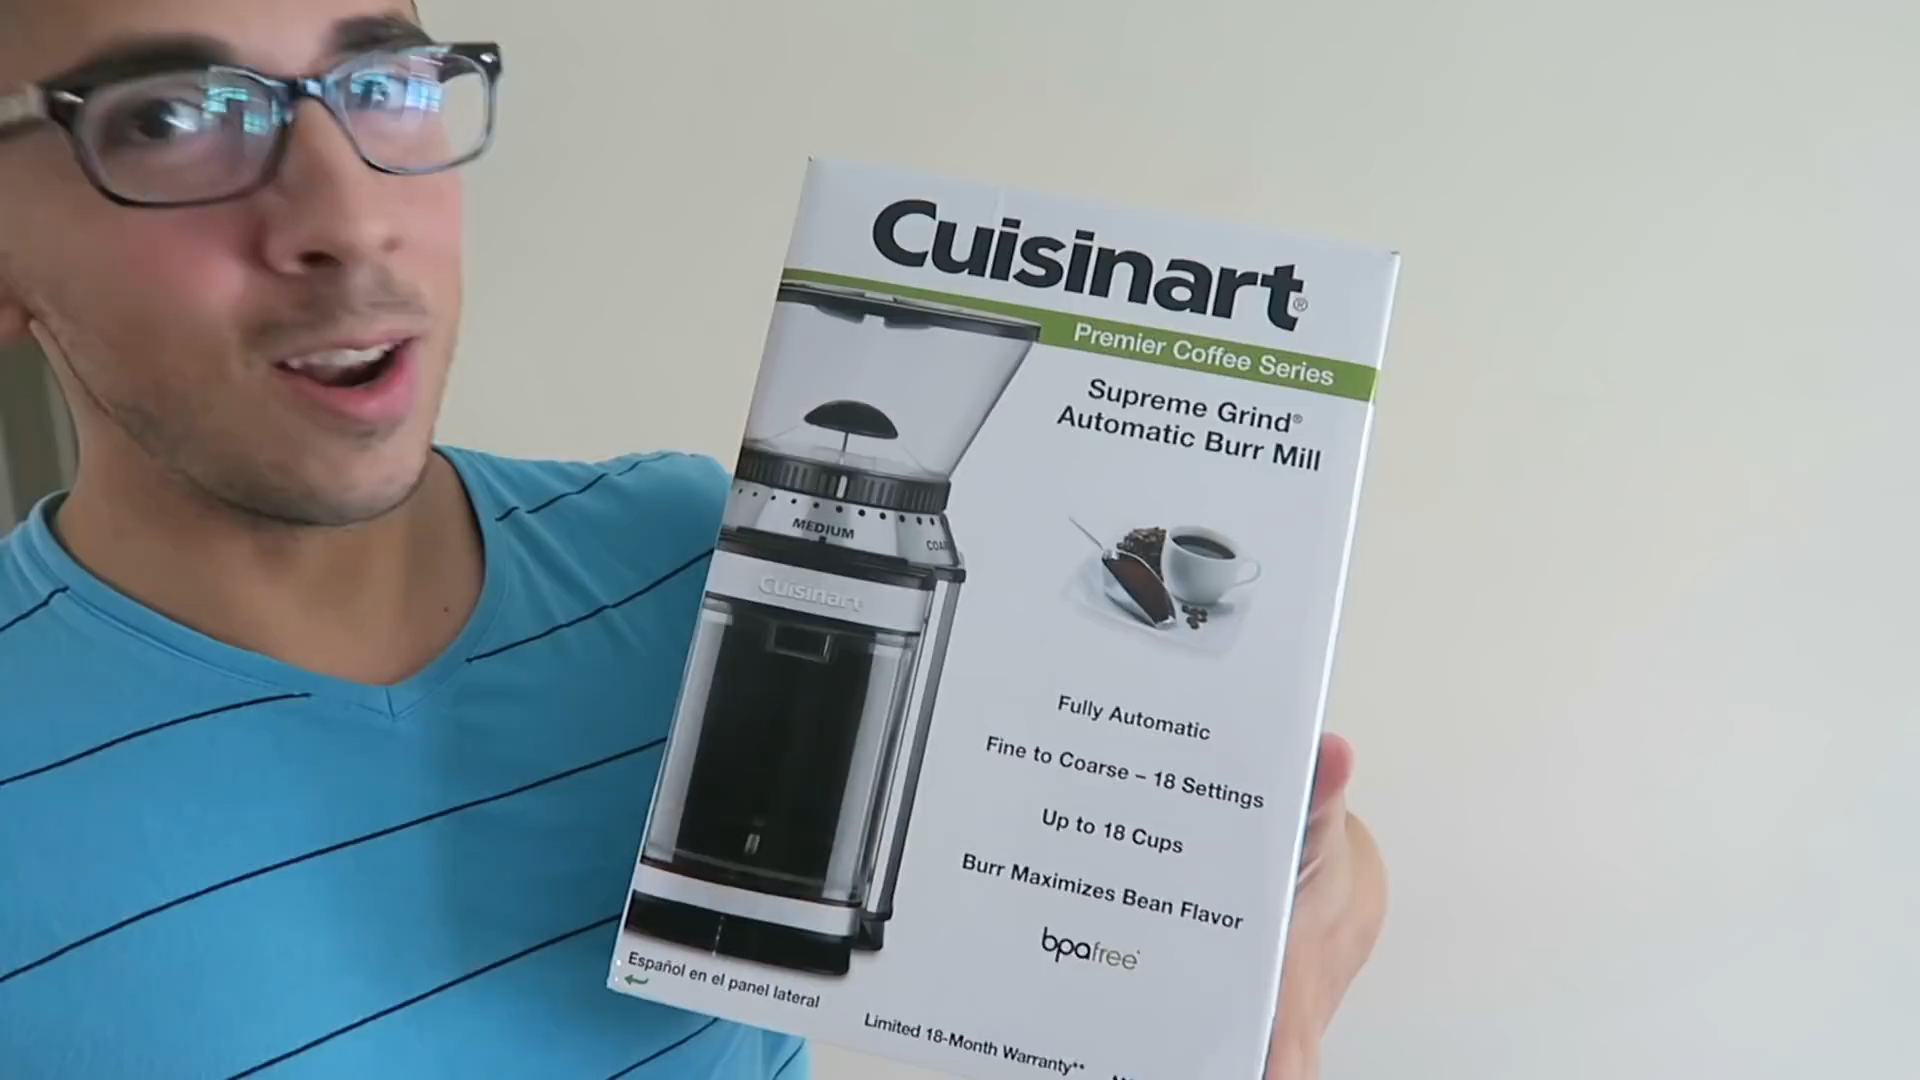 Cuisinart®
Premier Coffee Series
Supreme Grind®
Automatic Burr Mill
MEDIUM
Cuisinart
Fully Automatic
Fine to Coarse – 18 Settings
Up to 18 Cups
Burr Maximizes Bean Flavor
bpafree
Español en el panel lateral
Limited 18-Month Warranty**